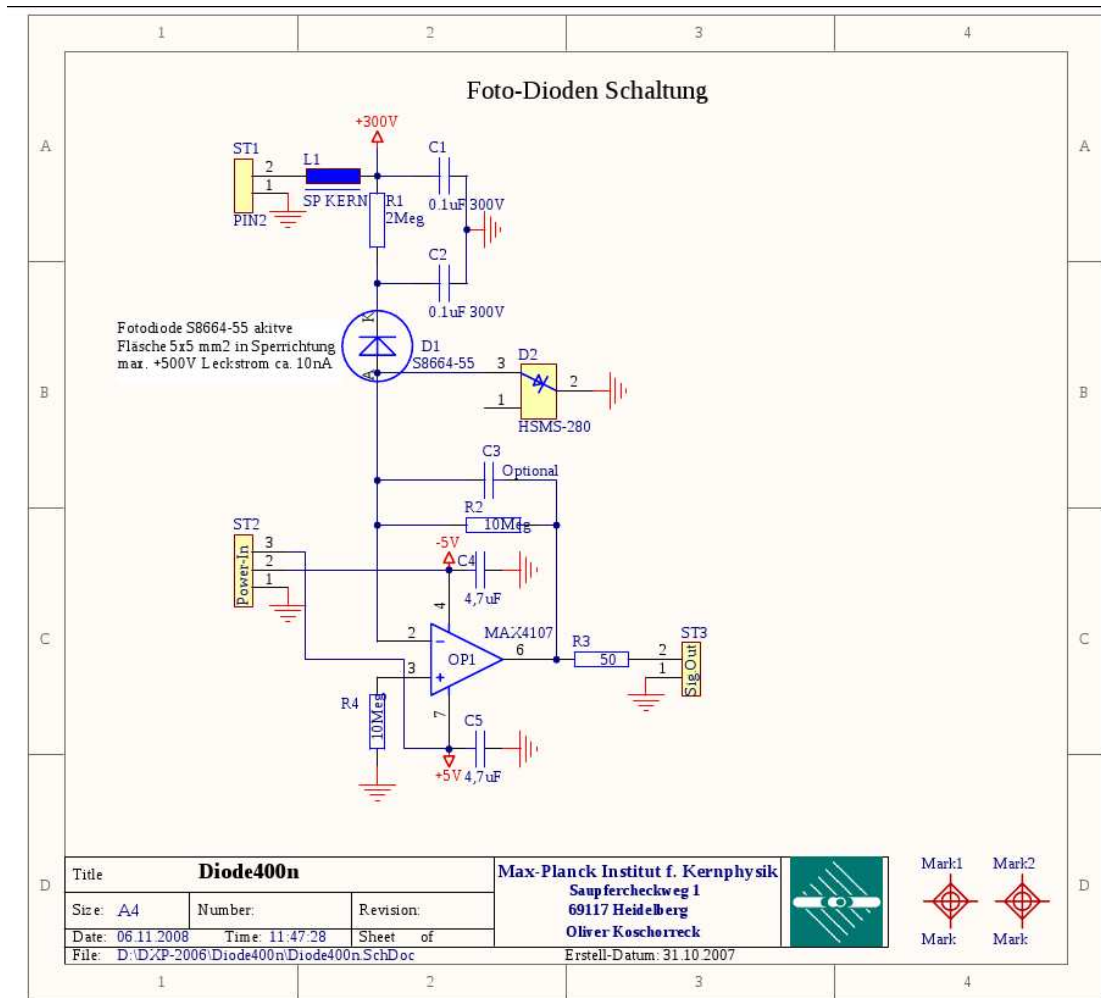 1 2 3 4
Foto-Dioden Schaltung
A A
+300V
ST1
2
1
PIN2
L1
SP KERN
R1
2Meg
C1
0.1uF 300V
C2
0.1uF 300V
Fotodiode S8664-55 akitve
Fläsche 5x5 mm2 in Sperrichtung
max. +500V Leckstrom ca. 10nA
K
A
D1
S8664-55
D2
3
2
1
HSMS-280
B B
C3
Optional
R2
10Meg
ST2
3
2
1
Power-In
-5V
C4
4,7uF
4
MAX4107
2
3
6
7
OP1
R3
50
ST3
2
1
Sig.Out
C C
R4
10Meg
C5
+5V 4,7uF
D D
Title Diode400n
Size: A4 Number: Revision:
Date: 06.11.2008 Time: 11:47:28 Sheet of
File: D:\DXP-2006\Diode400n\Diode400n.SchDoc Erstell-Datum: 31.10.2007
Max-Planck Institut f. Kernphysik
Saupfercheckweg 1
69117 Heidelberg
Oliver Koschorreck
Mark1 Mark2
Mark Mark
1 2 3 4